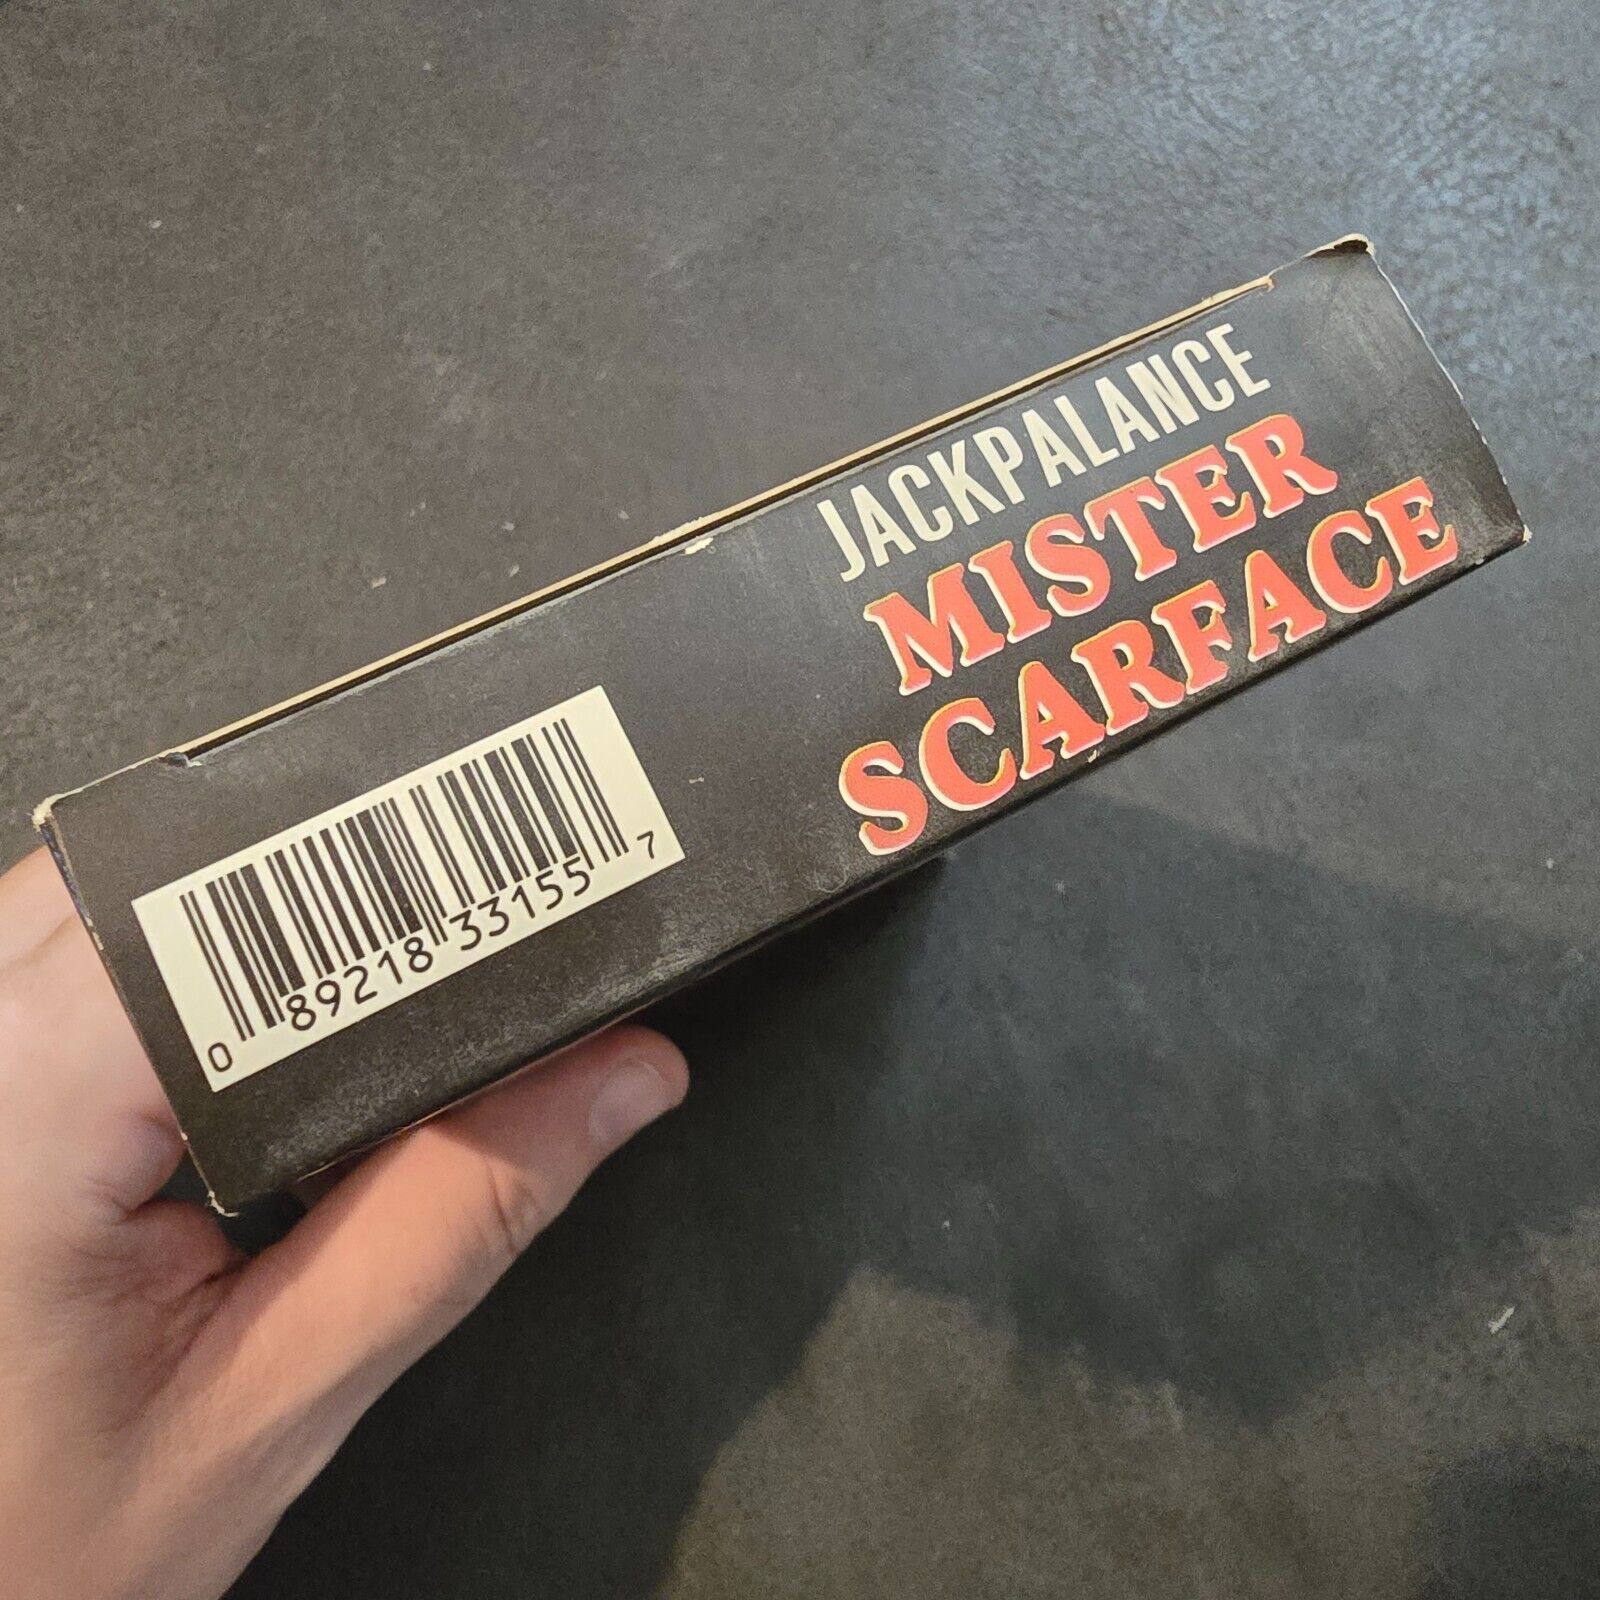 JACKPALANCE
MISTER
SCARFACE
0 89218 33155 7